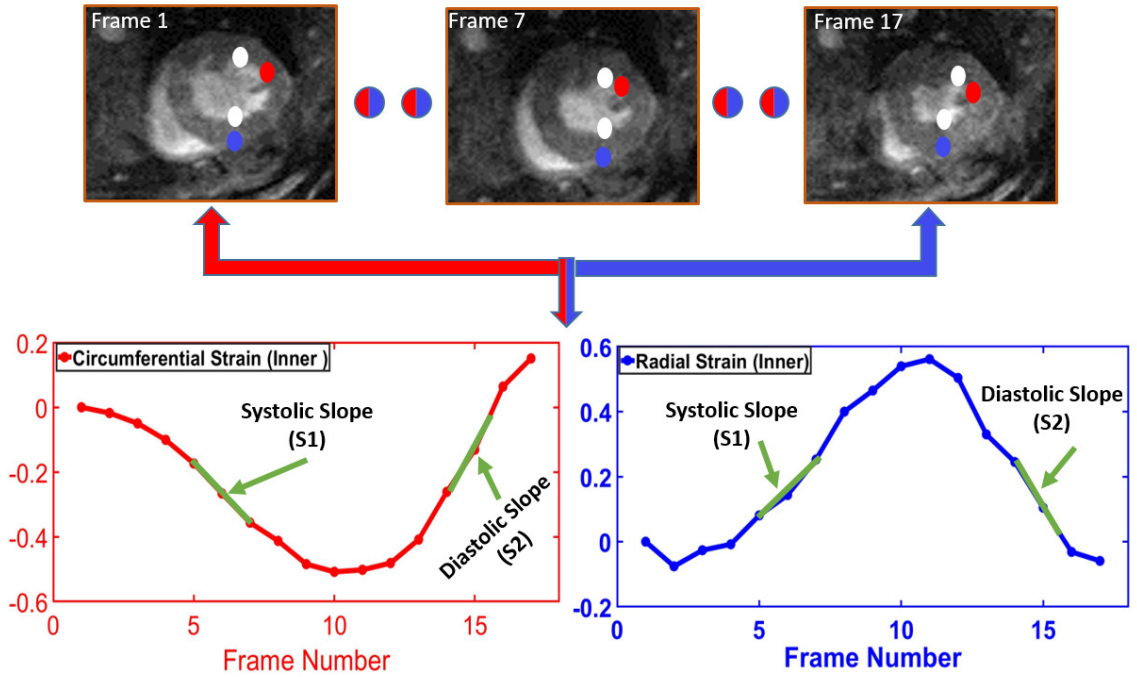 Frame 1
Frame 7
Frame 17
0.2
0
-0.2
-0.4
-0.6
0
5
10
15
Circumferential Strain (Inner )
Systolic Slope
(S1)
Diastolic Slope
(S2)
Frame Number
0.6
0.4
0.2
0
-0.2
0
5
10
15
Radial Strain (Inner)
Systolic Slope
(S1)
Diastolic Slope
(S2)
Frame Number